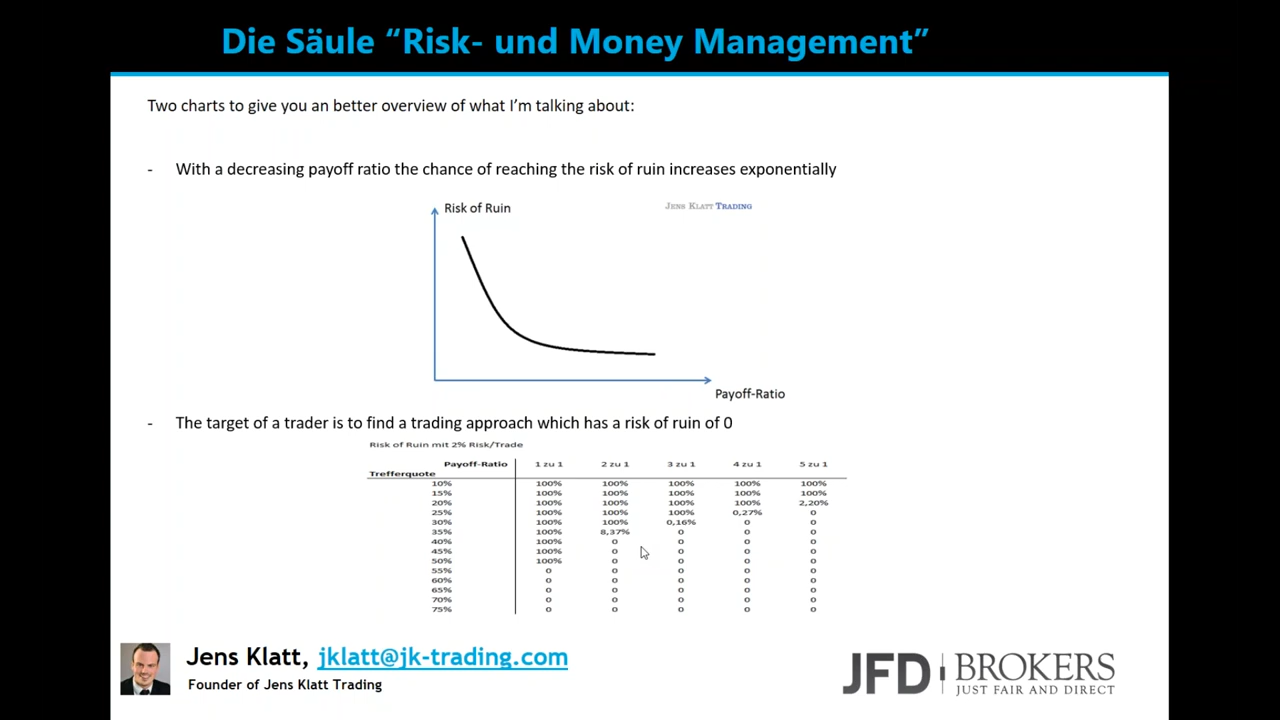 Die Säule “Risk- und Money Management”
Two charts to give you an better overview of what I’m talking about:
- With a decreasing payoff ratio the chance of reaching the risk of ruin increases exponentially
Risk of Ruin
JENS KLATT TRADING
Payoff-Ratio
- The target of a trader is to find a trading approach which has a risk of ruin of 0
Risk of Ruin mit 2% Risk/Trade
Payoff-Ratio 1 zu 1 2 zu 1 3 zu 1 4 zu 1 5 zu 1
Trefferquote
10% 100% 100% 100% 100% 100%
15% 100% 100% 100% 100% 100%
20% 100% 100% 100% 100% 2,20%
25% 100% 100% 100% 0,27% 0
30% 100% 100% 0,16% 0 0
35% 100% 8,37% 0 0 0
40% 100% 0 0 0 0
45% 100% 0 0 0 0
50% 100% 0 0 0 0
55% 0 0 0 0 0
60% 0 0 0 0 0
65% 0 0 0 0 0
70% 0 0 0 0 0
75% 0 0 0 0 0
Jens Klatt, jklatt@jk-trading.com
Founder of Jens Klatt Trading
JFD BROKERS
JUST FAIR AND DIRECT